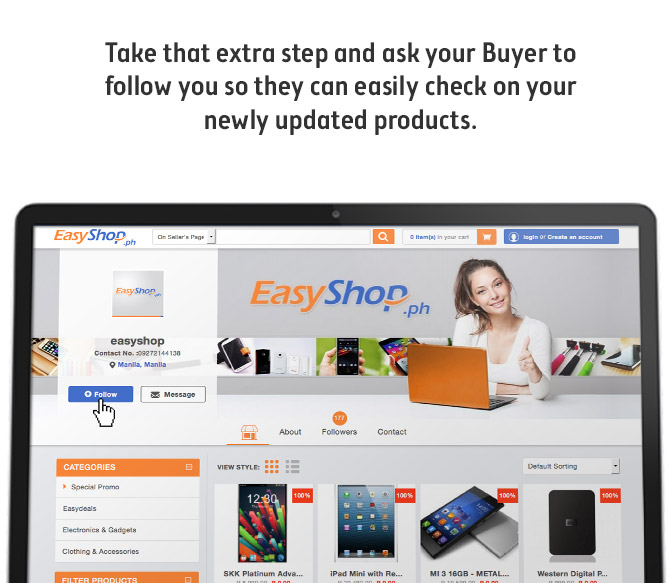 Take that extra step and ask your Buyer to
follow you so they can easily check on your
newly updated products.
EasyShop.ph
On Seller's Page
0 item(s) in your cart
login or Create an account
EasyShop.ph
EasyShop.ph
easyshop
Contact No. :09272144138
Manila, Manila
Follow
Message
177
About
Followers
Contact
CATEGORIES
Special Promo
Easydeals
Electronics & Gadgets
Clothing & Accessories
FILTER PRODUCTS
VIEW STYLE:
Default Sorting
100%
100%
100%
100%
12:30
SKK Platinum Adva...
iPad Mini with Re...
MI 3 16GB - METAL...
Western Digital P...